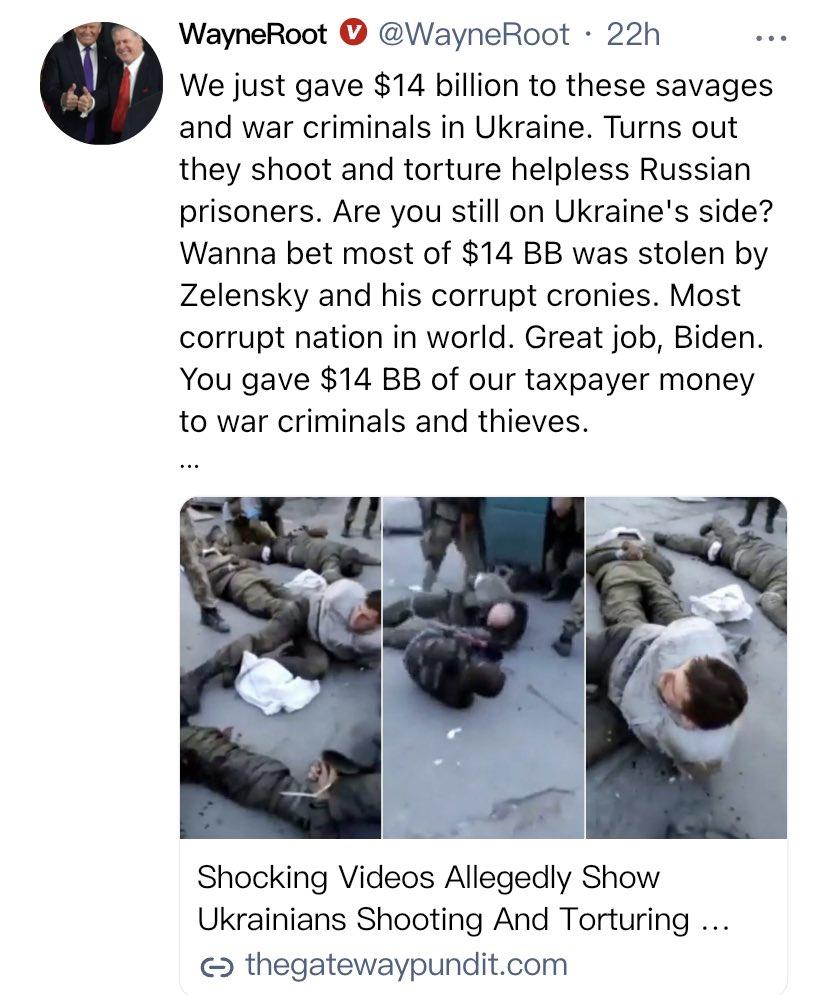 WayneRoot V @WayneRoot · 22h ...
We just gave $14 billion to these savages
and war criminals in Ukraine. Turns out
they shoot and torture helpless Russian
prisoners. Are you still on Ukraine's side?
Wanna bet most of $14 BB was stolen by
Zelensky and his corrupt cronies. Most
corrupt nation in world. Great job, Biden.
You gave $14 BB of our taxpayer money
to war criminals and thieves.
...
Shocking Videos Allegedly Show
Ukrainians Shooting And Torturing ...
thegatewaypundit.com